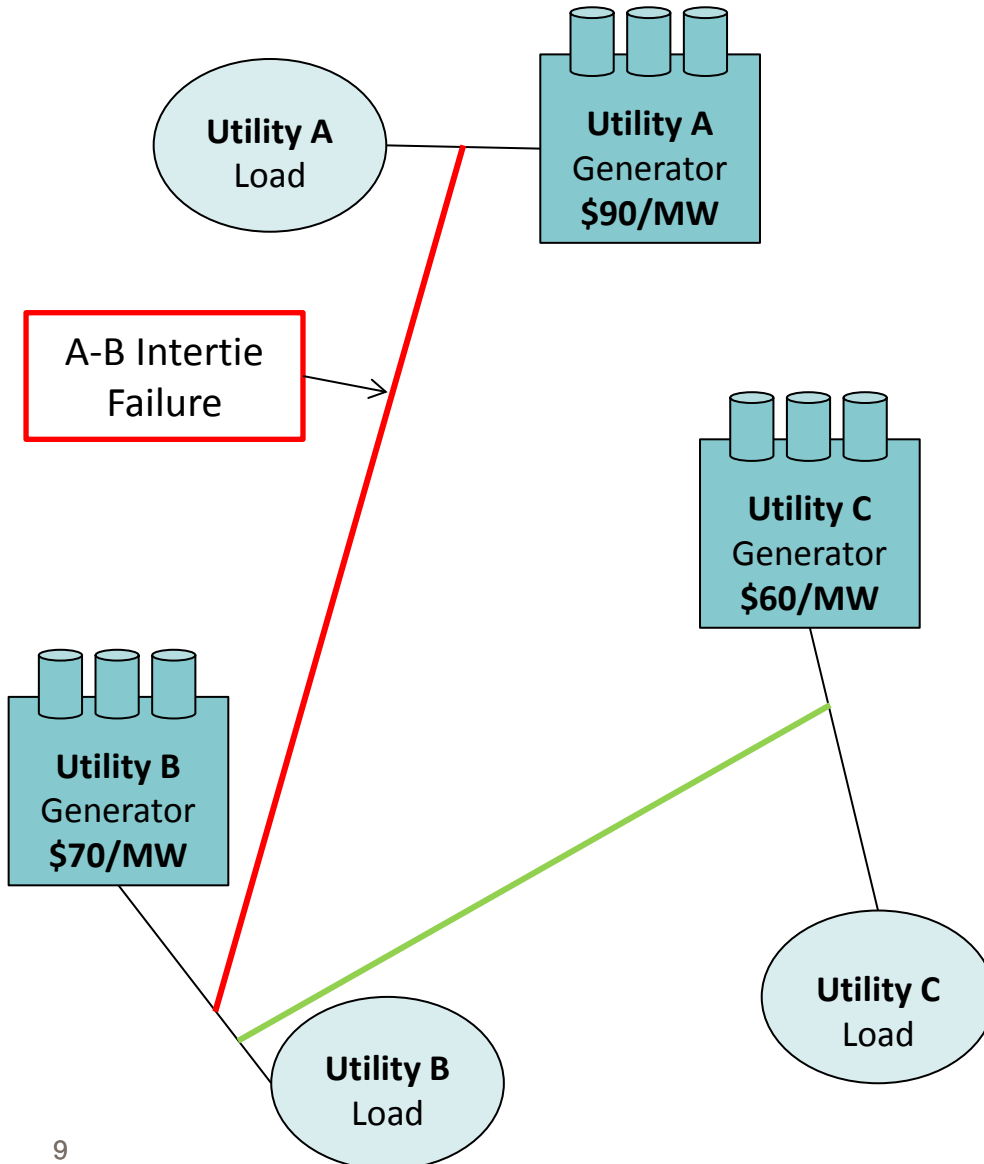 Utility A
Load
Utility A
Generator
$90/MW
A-B Intertie
Failure
Utility C
Generator
$60/MW
Utility B
Generator
$70/MW
Utility C
Load
Utility B
Load
9